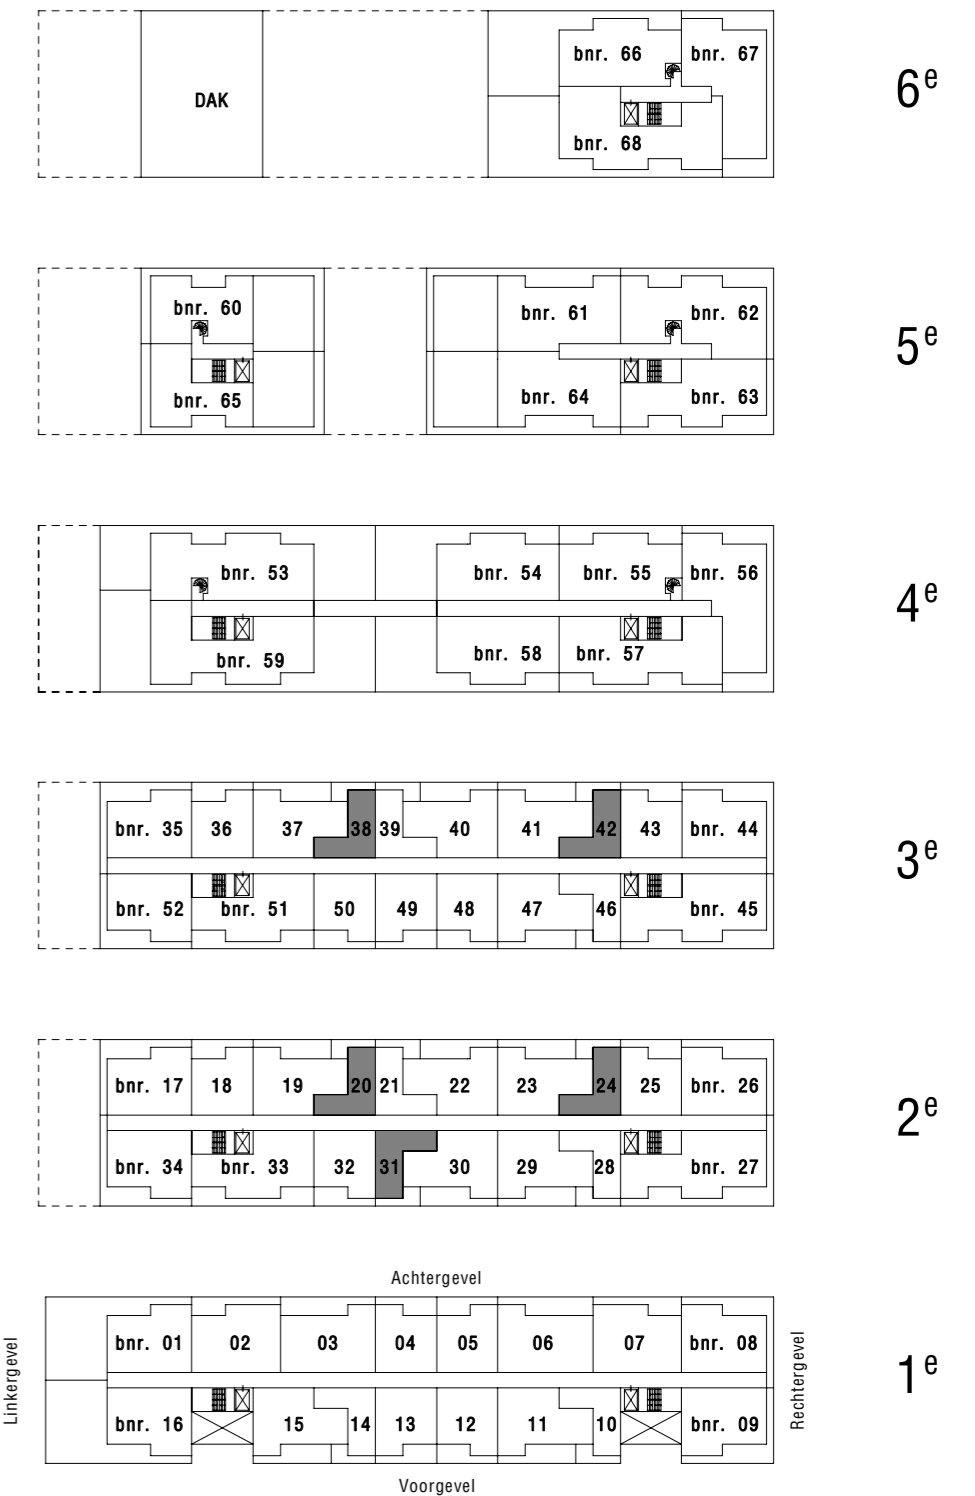 bnr. 66 bnr. 67
DAK
6e
bnr. 68
bnr. 60 bnr. 61 bnr. 62
5e
bnr. 65 bnr. 64 bnr. 63
bnr. 53 bnr. 54 bnr. 55 bnr. 56
4e
bnr. 59 bnr. 58 bnr. 57
bnr. 35 36 37 38 39 40 41 42 43 bnr. 44
3e
bnr. 52 bnr. 51 50 49 48 47 46 bnr. 45
bnr. 17 18 19 20 21 22 23 24 25 bnr. 26
2e
bnr. 34 bnr. 33 32 31 30 29 28 bnr. 27
Achtergevel
bnr. 01 02 03 04 05 06 07 bnr. 08
Linkergevel
Rechtergevel
1e
bnr. 16 15 14 13 12 11 10 bnr. 09
Voorgevel